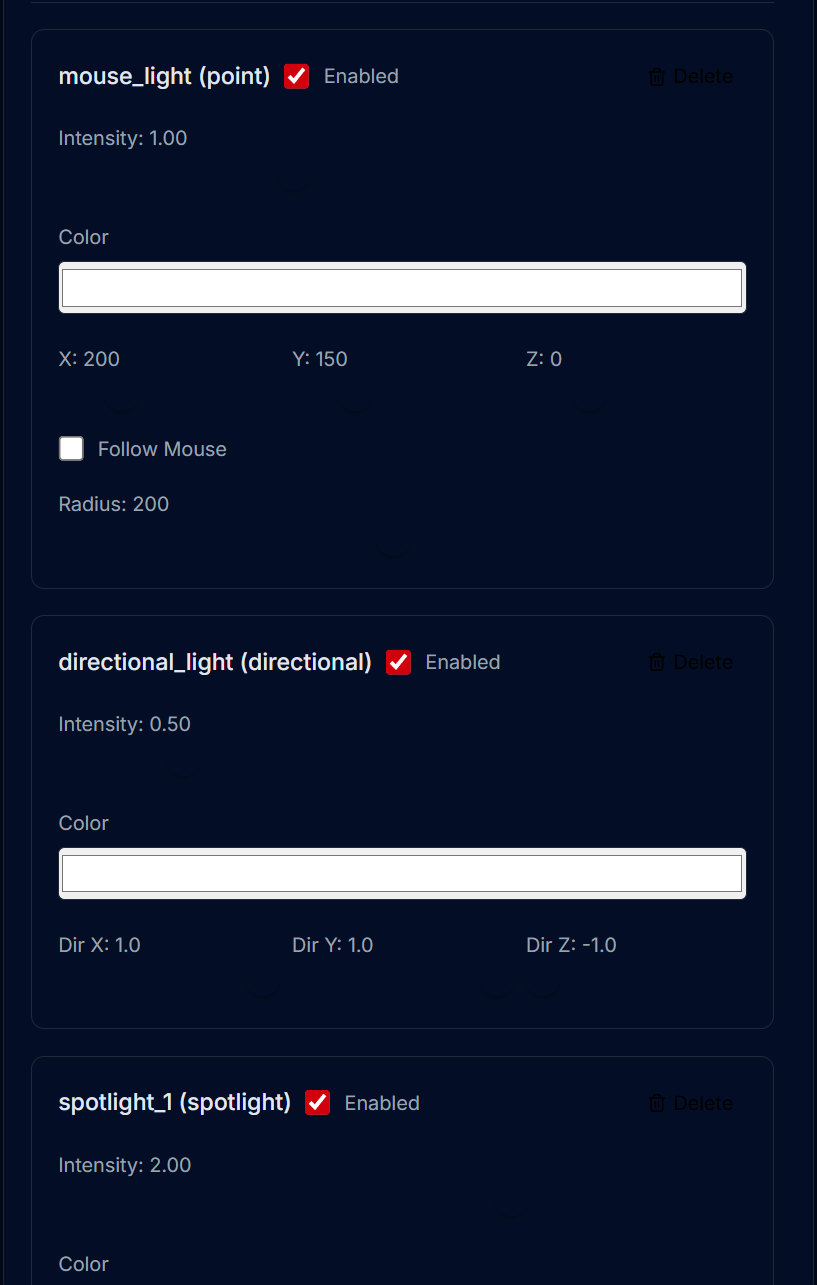 mouse_light (point) Enabled Delete
Intensity: 1.00
Color
X: 200 Y: 150 Z: 0
Follow Mouse
Radius: 200
directional_light (directional) Enabled Delete
Intensity: 0.50
Color
Dir X: 1.0 Dir Y: 1.0 Dir Z: -1.0
spotlight_1 (spotlight) Enabled Delete
Intensity: 2.00
Color